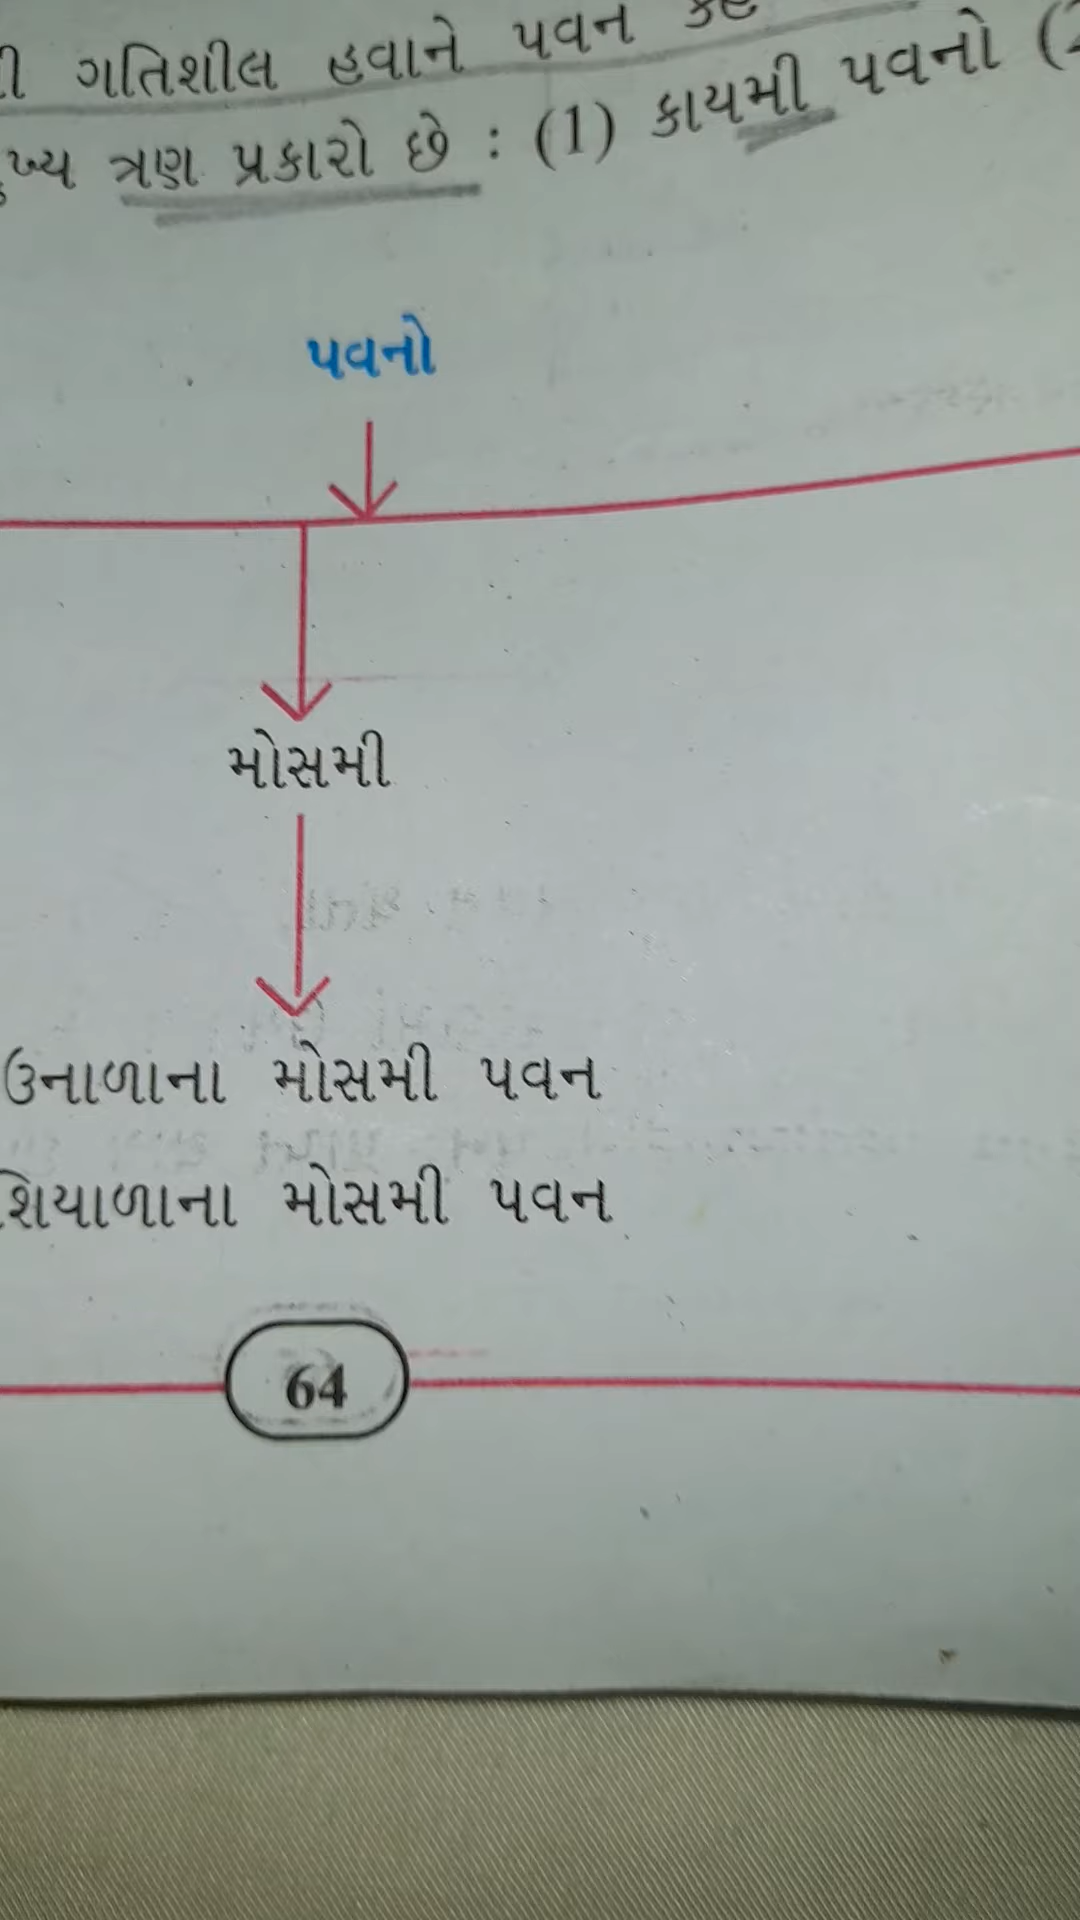 ગતિશીલ હવાને પવન
ત્રણ પ્રકારો છે : (1) કાયમી પવનો
પવનો
મોસમી
ઉનાળાના મોસમી પવન
શિયાળાના મોસમી પવન
64